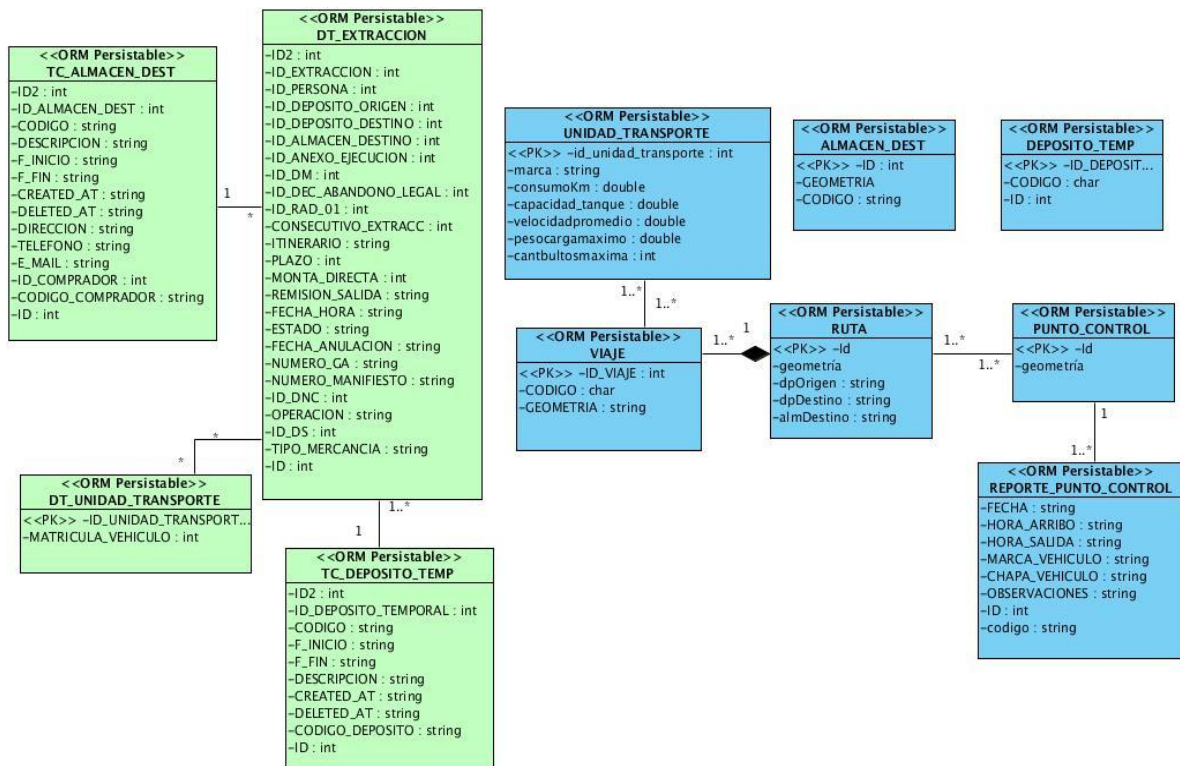 <<ORM Persistable>>
TC_ALMACEN_DEST
-ID2 : int
-ID_ALMACEN_DEST : int
-CODIGO : string
-DESCRIPCION : string
-F_INICIO : string
-F_FIN : string
-CREATED_AT : string
-DELETED_AT : string
-DIRECCION : string
-TELEFONO : string
-E_MAIL : string
-ID_COMPRADOR : int
-CODIGO_COMPRADOR : string
-ID : int
1
*
<<ORM Persistable>>
DT_EXTRACCION
-ID2 : int
-ID_EXTRACCION : int
-ID_PERSONA : int
-ID_DEPOSITO_ORIGEN : int
-ID_DEPOSITO_DESTINO : int
-ID_ALMACEN_DESTINO : int
-ID_ANEXO_EJECUCION : int
-ID_DM : int
-ID_DEC_ABANDONO_LEGAL : int
-ID_RAD_01 : int
-CONSECUTIVO_EXTRACC : int
-ITINERARIO : string
-PLAZO : int
-MONTA_DIRECTA : int
-REMISION_SALIDA : string
-FECHA_HORA : string
-ESTADO : string
-FECHA_ANULACION : string
-NUMERO_GA : string
-NUMERO_MANIFIESTO : string
-ID_DNC : int
-OPERACION : string
-ID_DS : int
-TIPO_MERCANCIA : string
-ID : int
*
*
<<ORM Persistable>>
DT_UNIDAD_TRANSPORTE
<<PK>> -ID_UNIDAD_TRANSPORT...
-MATRICULA_VEHICULO : int
1..*
1
<<ORM Persistable>>
TC_DEPOSITO_TEMP
-ID2 : int
-ID_DEPOSITO_TEMPORAL : int
-CODIGO : string
-F_INICIO : string
-F_FIN : string
-DESCRIPCION : string
-CREATED_AT : string
-DELETED_AT : string
-CODIGO_DEPOSITO : string
-ID : int
<<ORM Persistable>>
UNIDAD_TRANSPORTE
<<PK>> -id_unidad_transporte : int
-marca : string
-consumoKm : double
-capacidad_tanque : double
-velocidadpromedio : double
-pesocargamaximo : double
-cantbultosmaxima : int
<<ORM Persistable>>
ALMACEN_DEST
<<PK>> -ID : int
-GEOMETRIA
-CODIGO : string
<<ORM Persistable>>
DEPOSITO_TEMP
<<PK>> -ID_DEPOSIT...
-CODIGO : char
-ID : int
1..*
1..*
<<ORM Persistable>>
VIAJE
<<PK>> -ID_VIAJE : int
-CODIGO : char
-GEOMETRIA : string
1..*
1
<<ORM Persistable>>
RUTA
<<PK>> -Id
-geometría
-dpOrigen : string
-dpDestino : string
-almDestino : string
1..*
1..*
<<ORM Persistable>>
PUNTO_CONTROL
<<PK>> -Id
-geometría
1
1..*
<<ORM Persistable>>
REPORTE_PUNTO_CONTROL
-FECHA : string
-HORA_ARRIBO : string
-HORA_SALIDA : string
-MARCA_VEHICULO : string
-CHAPA_VEHICULO : string
-OBSERVACIONES : string
-ID : int
-codigo : string